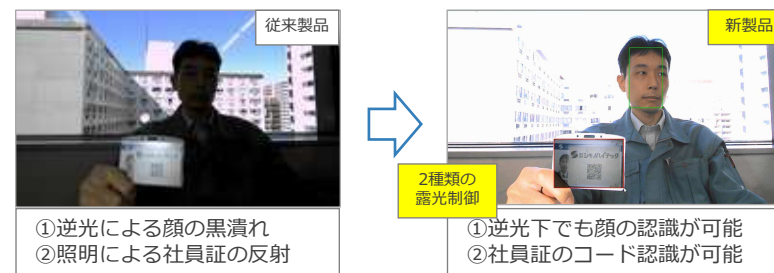 従来製品
①逆光による顔の黒潰れ
②照明による社員証の反射
2種類の
露光制御
新製品
①逆光下でも顔の認識が可能
②社員証のコード認識が可能